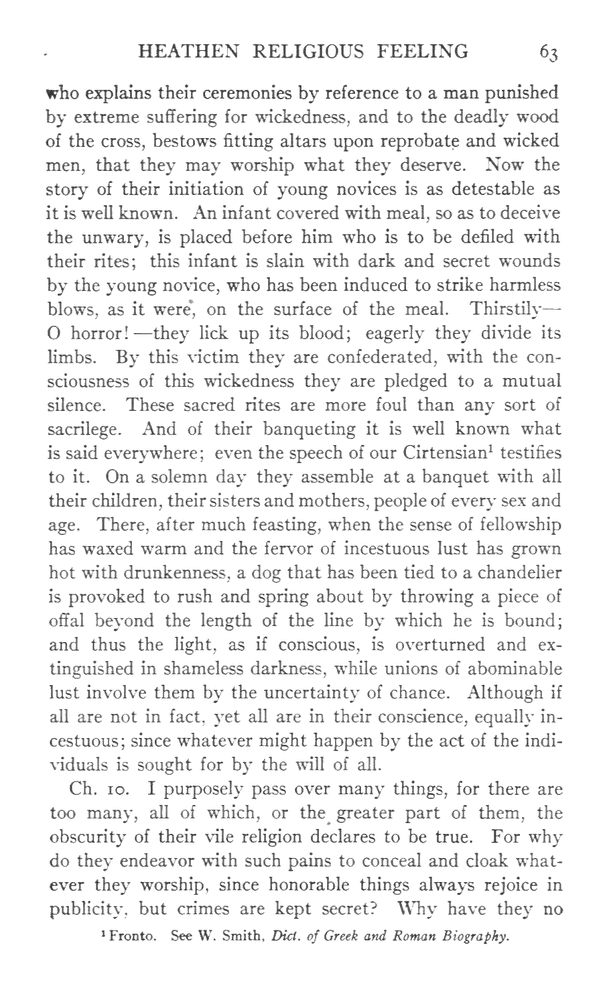 HEATHEN RELIGIOUS FEELING 63
who explains their ceremonies by reference to a man punished
by extreme suffering for wickedness, and to the deadly wood
of the cross, bestows fitting altars upon reprobate and wicked
men, that they may worship what they deserve. Now the
story of their initiation of young novices is as detestable as
it is well known. An infant covered with meal, so as to deceive
the unwary, is placed before him who is to be defiled with
their rites; this infant is slain with dark and secret wounds
by the young novice, who has been induced to strike harmless
blows, as it were, on the surface of the meal. Thirstily—
O horror!—they lick up its blood; eagerly they divide its
limbs. By this victim they are confederated, with the con-
sciousness of this wickedness they are pledged to a mutual
silence. These sacred rites are more foul than any sort of
sacrilege. And of their banqueting it is well known what
is said everywhere; even the speech of our Cirtensian¹ testifies
to it. On a solemn day they assemble at a banquet with all
their children, their sisters and mothers, people of every sex and
age. There, after much feasting, when the sense of fellowship
has waxed warm and the fervor of incestuous lust has grown
hot with drunkenness, a dog that has been tied to a chandelier
is provoked to rush and spring about by throwing a piece of
offal beyond the length of the line by which he is bound;
and thus the light, as if conscious, is overturned and ex-
tinguished in shameless darkness, while unions of abominable
lust involve them by the uncertainty of chance. Although if
all are not in fact, yet all are in their conscience, equally in-
cestuous; since whatever might happen by the act of the indi-
viduals is sought for by the will of all.
Ch. 10. I purposely pass over many things, for there are
too many, all of which, or the greater part of them, the
obscurity of their vile religion declares to be true. For why
do they endeavor with such pains to conceal and cloak what-
ever they worship, since honorable things always rejoice in
publicity, but crimes are kept secret? Why have they no
¹ Fronto. See W. Smith, Dict. of Greek and Roman Biography.